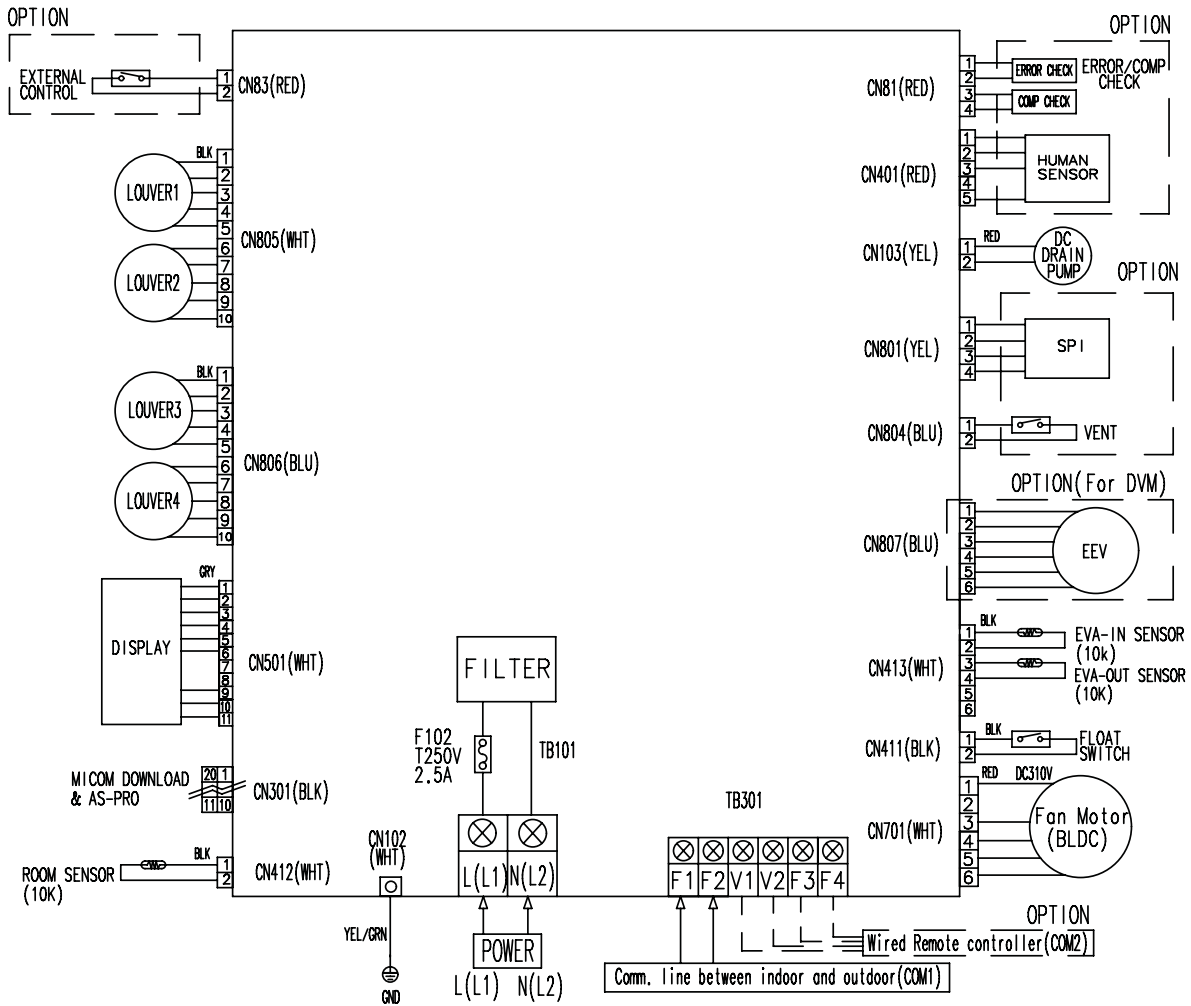 OPTION
EXTERNAL
CONTROL
1
2
CN83(RED)
BLK
LOUVER1
LOUVER2
1
2
3
4
5
6
7
8
9
10
CN805(WHT)
BLK
LOUVER3
LOUVER4
1
2
3
4
5
6
7
8
9
10
CN806(BLU)
GRY
DISPLAY
1
2
3
4
5
6
7
8
9
10
11
CN501(WHT)
MICOM DOWNLOAD
& AS-PRO
20 1
11 10
CN301(BLK)
BLK
ROOM SENSOR
(10K)
1
2
CN412(WHT)
CN102
(WHT)
YEL/GRN
GND
FILTER
F102
T250V
2.5A
TB101
L(L1) N(L2)
POWER
L(L1) N(L2)
TB301
F1 F2 V1 V2 F3 F4
OPTION
Wired Remote controller(COM2)
Comm. line between indoor and outdoor(COM1)
OPTION
CN81(RED)
1
2
3
4
ERROR CHECK
COMP CHECK
ERROR/COMP
CHECK
CN401(RED)
1
2
3
4
5
HUMAN
SENSOR
CN103(YEL)
1
2
RED
DC
DRAIN
PUMP
OPTION
CN801(YEL)
1
2
3
4
SPI
CN804(BLU)
1
2
VENT
OPTION(For DVM)
CN807(BLU)
1
2
3
4
5
6
EEV
CN413(WHT)
BLK
1
2
3
4
5
6
EVA-IN SENSOR
(10k)
EVA-OUT SENSOR
(10K)
CN411(BLK)
BLK
1
2
FLOAT
SWITCH
CN701(WHT)
RED DC310V
1
2
3
4
5
6
Fan Motor
(BLDC)